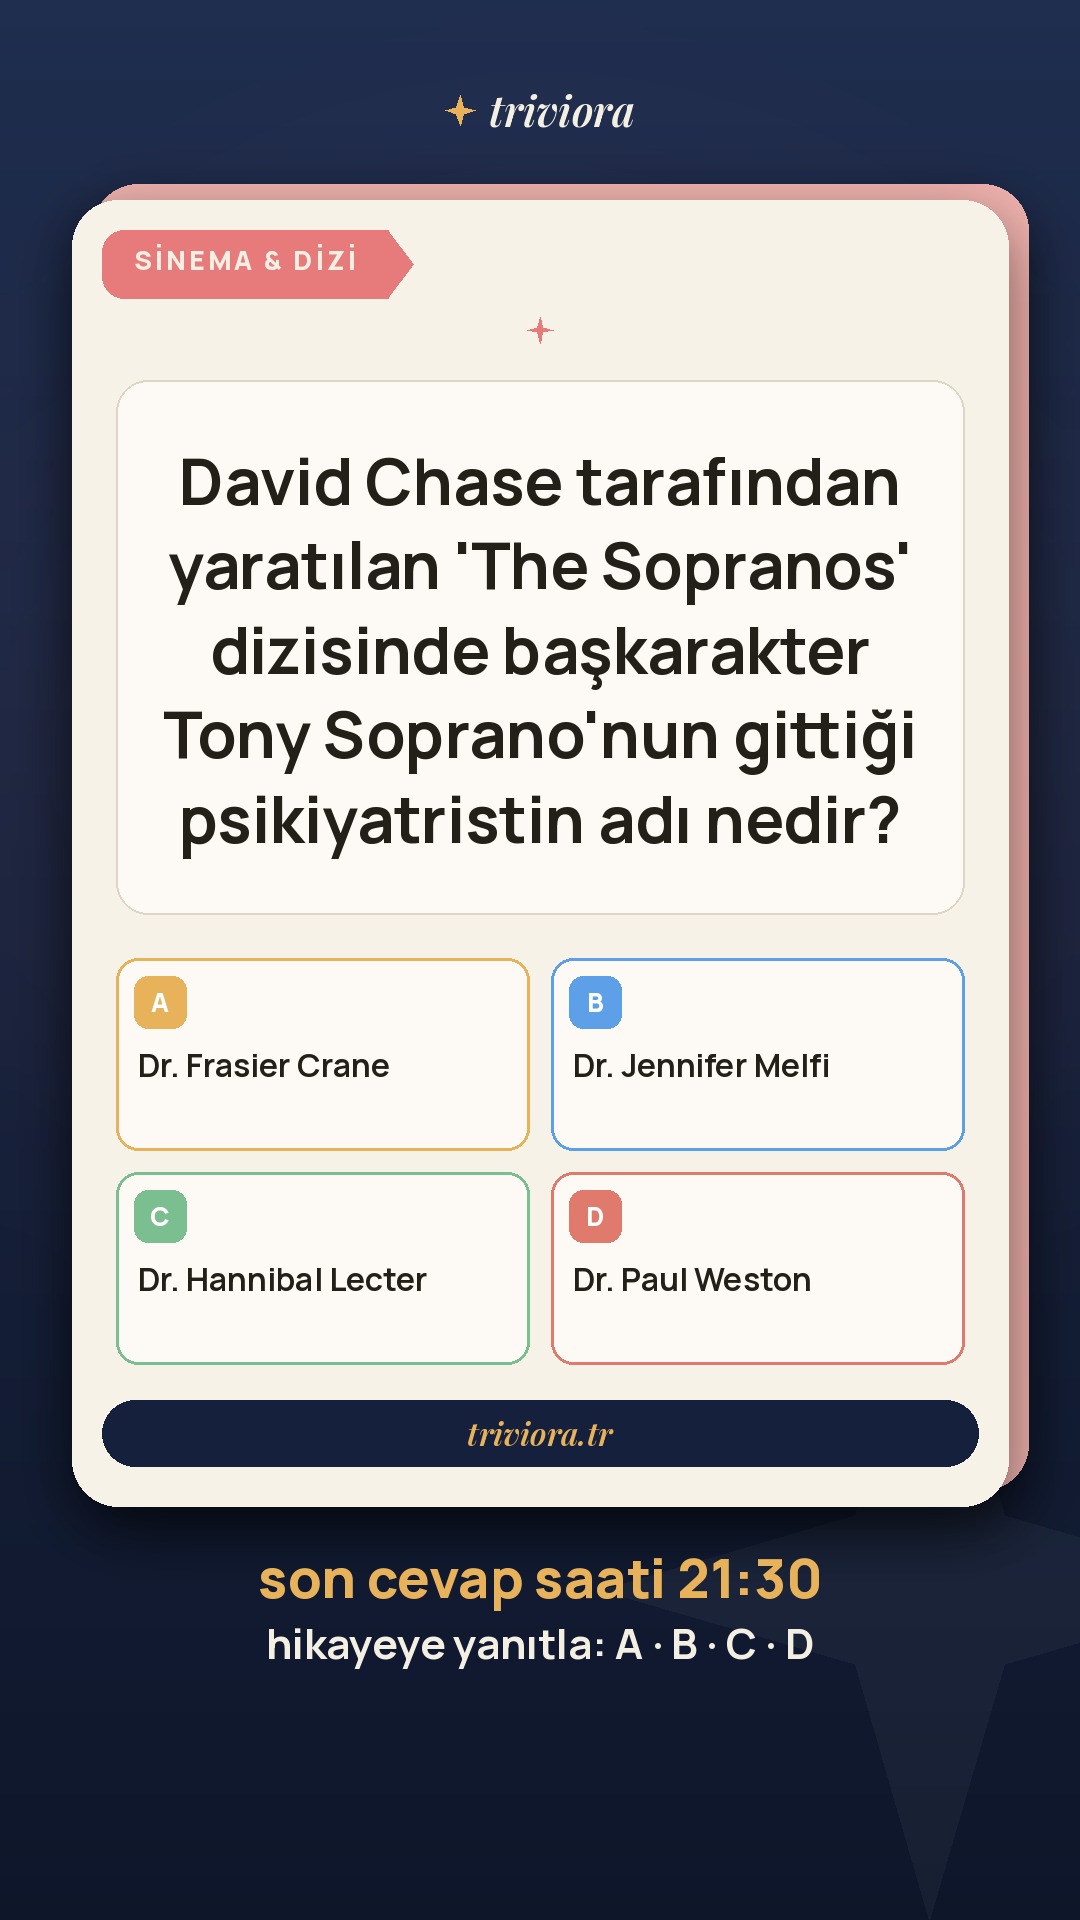 triviora
SİNEMA & DİZİ
David Chase tarafından
yaratılan 'The Sopranos'
dizisinde başkarakter
Tony Soprano'nun gittiği
psikiyatristin adı nedir?
A
Dr. Frasier Crane
B
Dr. Jennifer Melfi
C
Dr. Hannibal Lecter
D
Dr. Paul Weston
triviora.tr
son cevap saati 21:30
hikayeye yanıtla: A · B · C · D